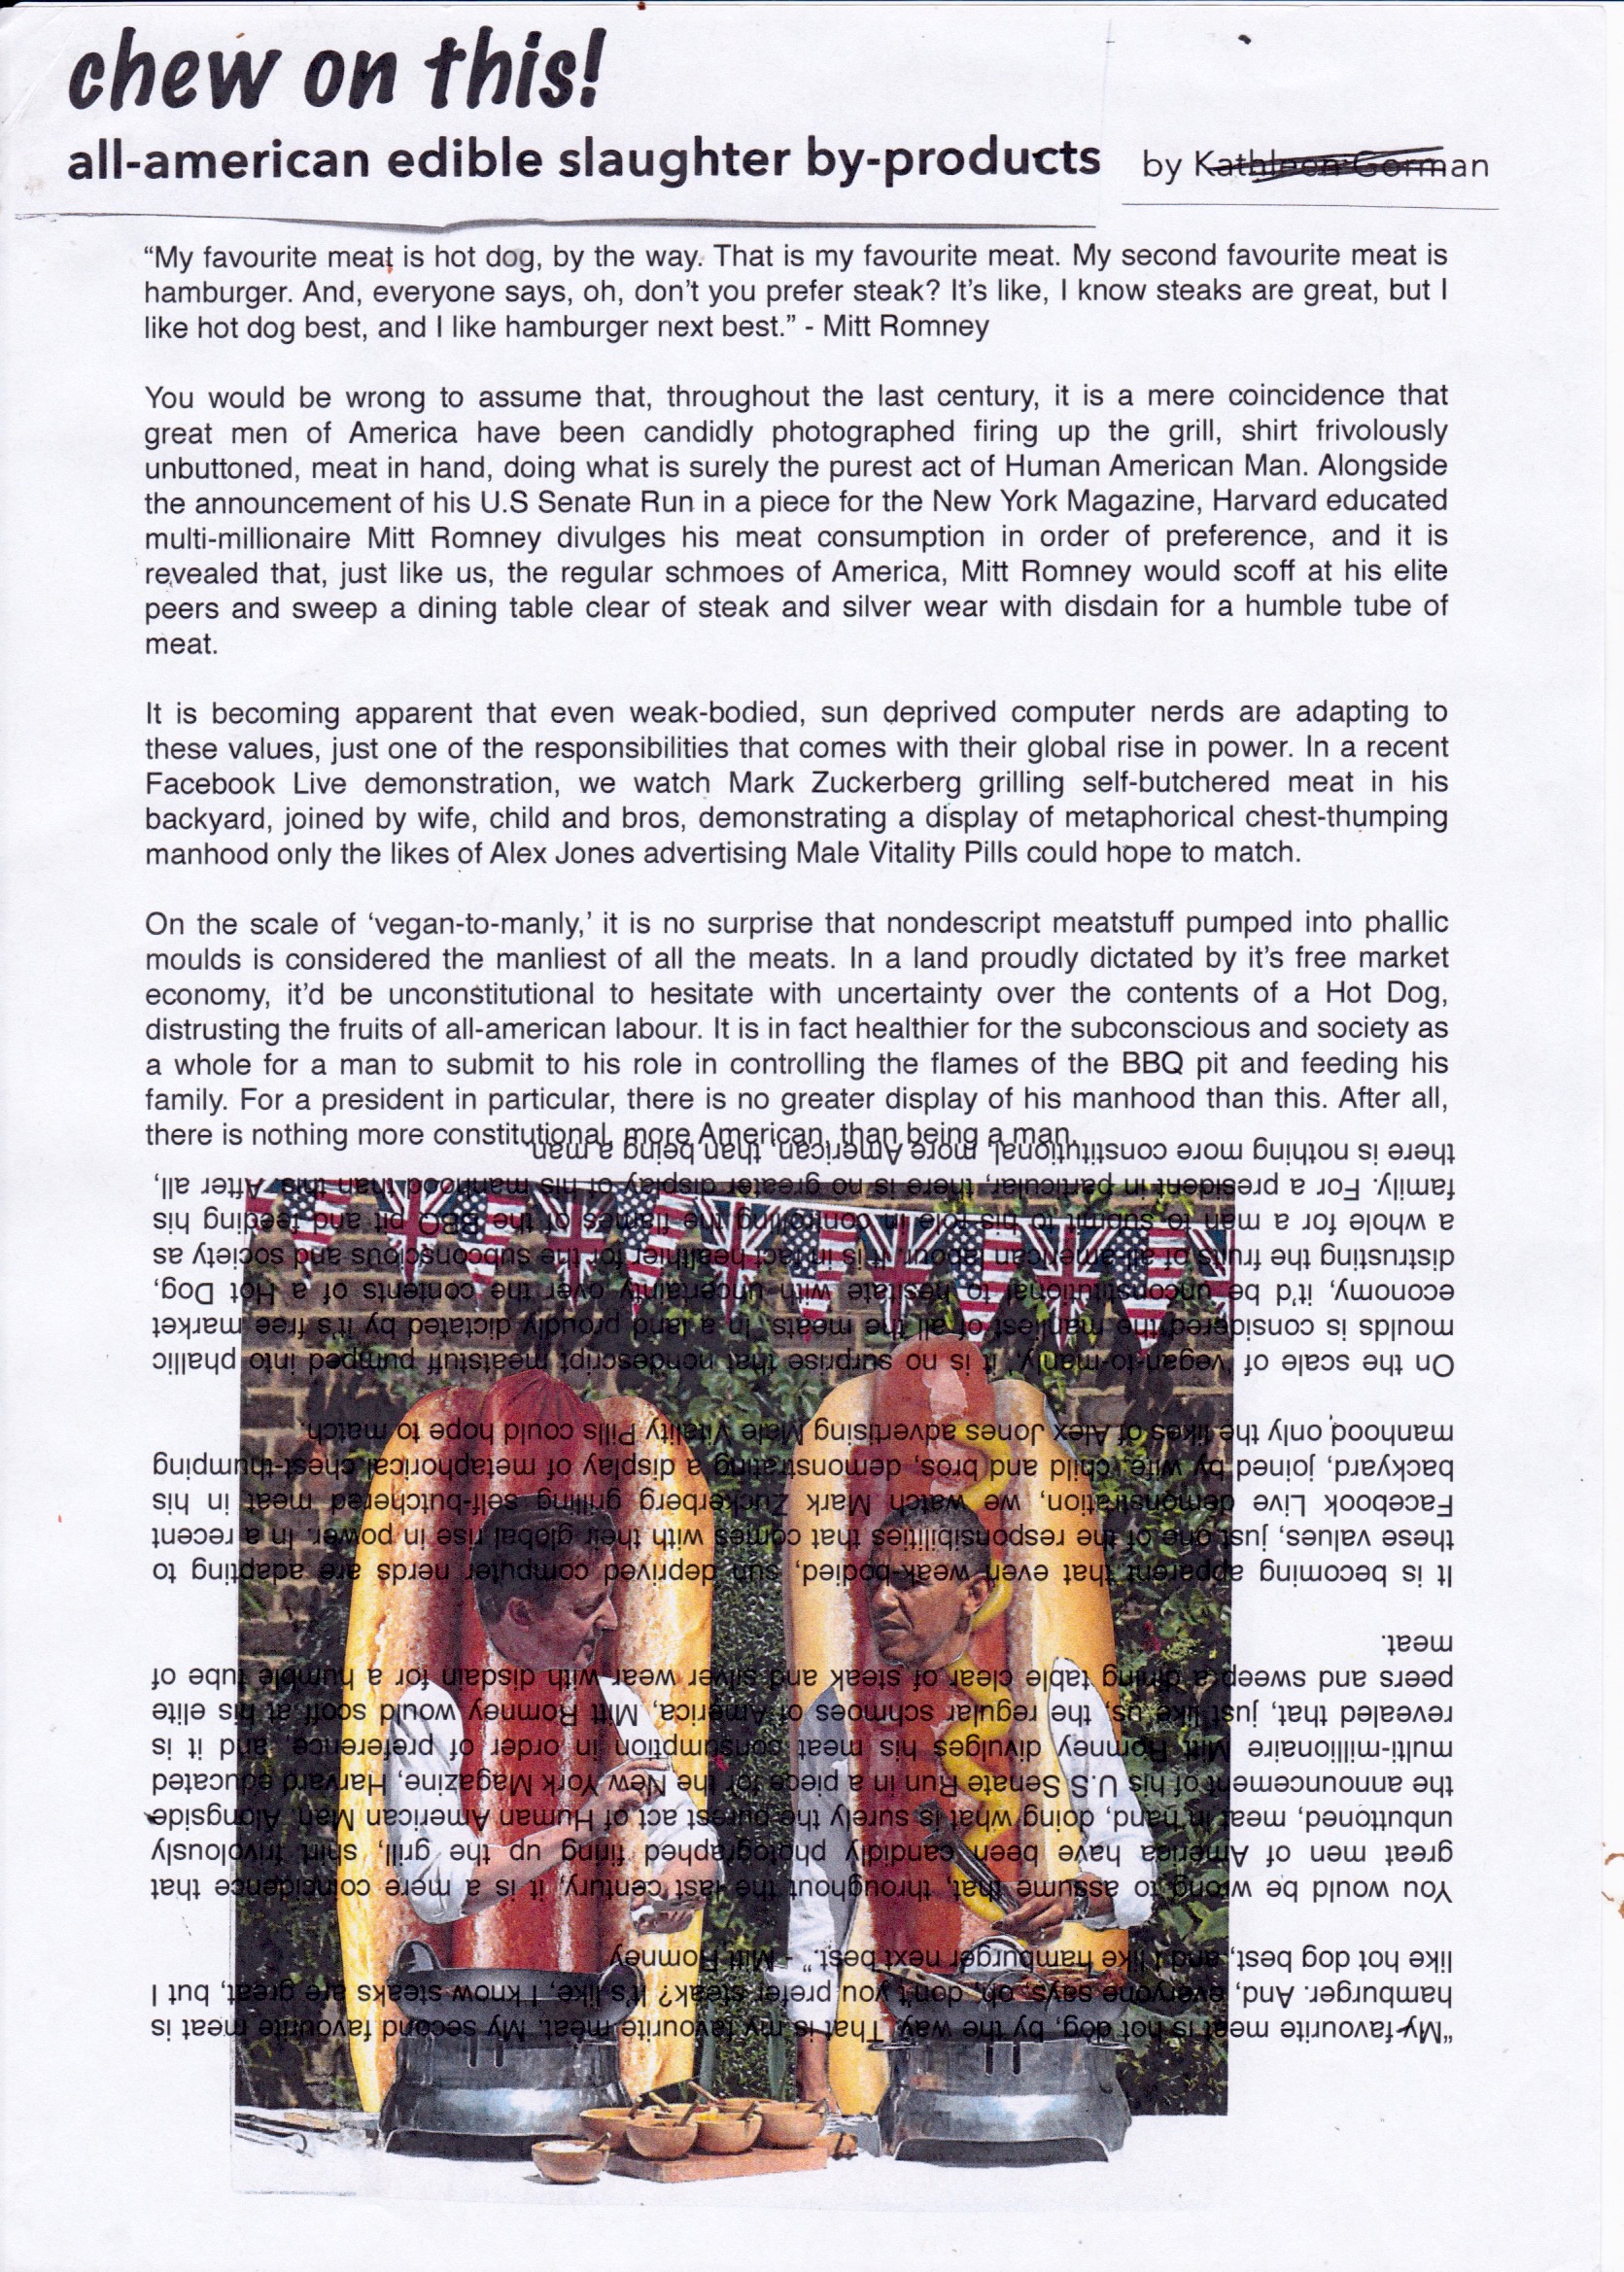 chew on this!
all-american edible slaughter by-products by Kathleen Gorman
“My favourite meat is hot dog, by the way. That is my favourite meat. My second favourite meat is
hamburger. And, everyone says, oh, don’t you prefer steak? It’s like, I know steaks are great, but I
like hot dog best, and I like hamburger next best.” - Mitt Romney
You would be wrong to assume that, throughout the last century, it is a mere coincidence that
great men of America have been candidly photographed firing up the grill, shirt frivolously
unbuttoned, meat in hand, doing what is surely the purest act of Human American Man. Alongside
the announcement of his U.S Senate Run in a piece for the New York Magazine, Harvard educated
multi-millionaire Mitt Romney divulges his meat consumption in order of preference, and it is
revealed that, just like us, the regular schmoes of America, Mitt Romney would scoff at his elite
peers and sweep a dining table clear of steak and silver wear with disdain for a humble tube of
meat.
It is becoming apparent that even weak-bodied, sun deprived computer nerds are adapting to
these values, just one of the responsibilities that comes with their global rise in power. In a recent
Facebook Live demonstration, we watch Mark Zuckerberg grilling self-butchered meat in his
backyard, joined by wife, child and bros, demonstrating a display of metaphorical chest-thumping
manhood only the likes of Alex Jones advertising Male Vitality Pills could hope to match.
On the scale of ‘vegan-to-manly,’ it is no surprise that nondescript meatstuff pumped into phallic
moulds is considered the manliest of all the meats. In a land proudly dictated by it’s free market
economy, it’d be unconstitutional to hesitate with uncertainty over the contents of a Hot Dog,
distrusting the fruits of all-american labour. It is in fact healthier for the subconscious and society as
a whole for a man to submit to his role in controlling the flames of the BBQ pit and feeding his
family. For a president in particular, there is no greater display of his manhood than this. After all,
there is nothing more constitutional, more American, than being a man.
“My favourite meat is hot dog, by the way. That is my favourite meat. My second favourite meat is
hamburger. And, everyone says, oh, don’t you prefer steak? It’s like, I know steaks are great, but I
like hot dog best, and I like hamburger next best.” - Mitt Romney
You would be wrong to assume that, throughout the last century, it is a mere coincidence that
great men of America have been candidly photographed firing up the grill, shirt frivolously
unbuttoned, meat in hand, doing what is surely the purest act of Human American Man. Alongside
the announcement of his U.S Senate Run in a piece for the New York Magazine, Harvard educated
multi-millionaire Mitt Romney divulges his meat consumption in order of preference, and it is
revealed that, just like us, the regular schmoes of America, Mitt Romney would scoff at his elite
peers and sweep a dining table clear of steak and silver wear with disdain for a humble tube of
meat.
It is becoming apparent that even weak-bodied, sun deprived computer nerds are adapting to
these values, just one of the responsibilities that comes with their global rise in power. In a recent
Facebook Live demonstration, we watch Mark Zuckerberg grilling self-butchered meat in his
backyard, joined by wife, child and bros, demonstrating a display of metaphorical chest-thumping
manhood only the likes of Alex Jones advertising Male Vitality Pills could hope to match.
On the scale of ‘vegan-to-manly,’ it is no surprise that nondescript meatstuff pumped into phallic
moulds is considered the manliest of all the meats. In a land proudly dictated by it’s free market
economy, it’d be unconstitutional to hesitate with uncertainty over the contents of a Hot Dog,
distrusting the fruits of all-american labour. It is in fact healthier for the subconscious and society as
a whole for a man to submit to his role in controlling the flames of the BBQ pit and feeding his
family. For a president in particular, there is no greater display of his manhood than this. After all,
there is nothing more constitutional, more American, than being a man.